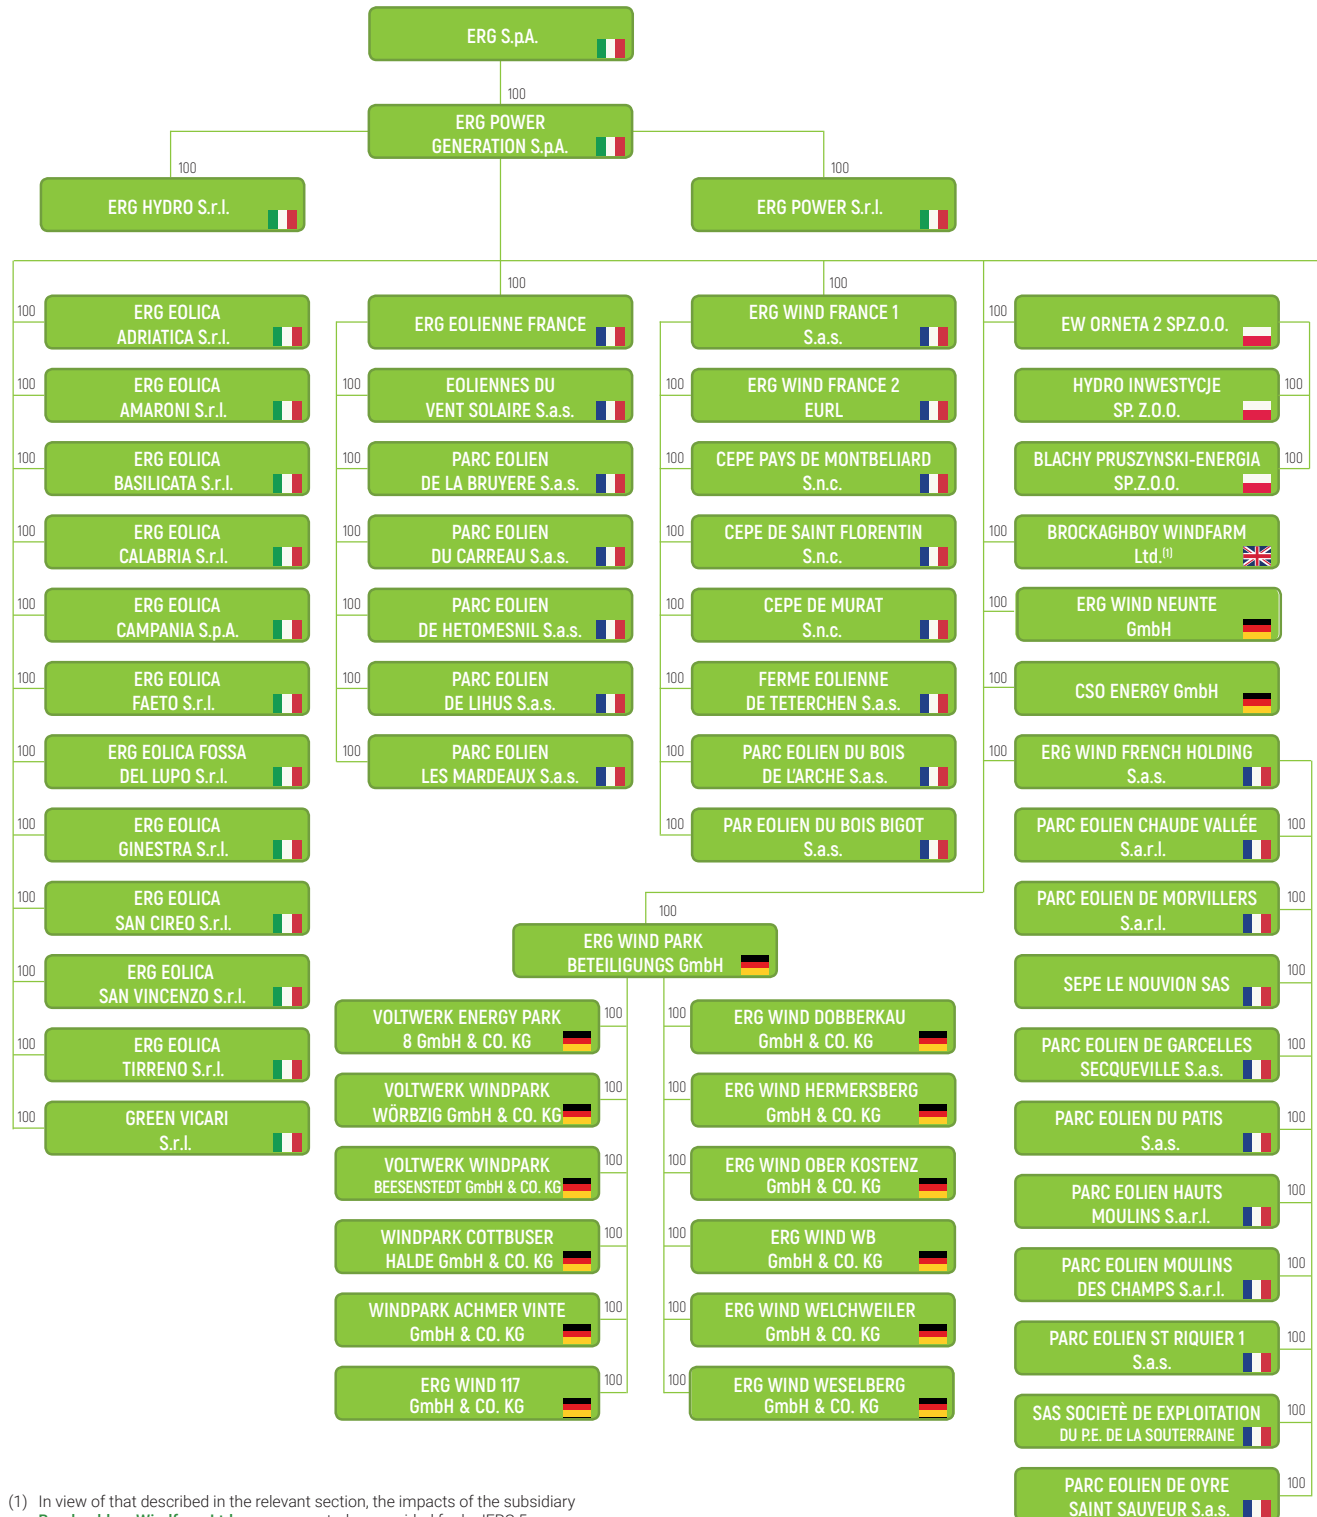 ERG S.p.A.
100
ERG POWER
GENERATION S.p.A.
100
100
ERG HYDRO S.r.l.
ERG POWER S.r.l.
100
ERG EOLICA
ADRIATICA S.r.l.
100
ERG EOLICA
AMARONI S.r.l.
100
ERG EOLICA
BASILICATA S.r.l.
100
ERG EOLICA
CALABRIA S.r.l.
100
ERG EOLICA
CAMPANIA S.p.A.
100
ERG EOLICA
FAETO S.r.l.
100
ERG EOLICA FOSSA
DEL LUPO S.r.l.
100
ERG EOLICA
GINESTRA S.r.l.
100
ERG EOLICA
SAN CIREO S.r.l.
100
ERG EOLICA
SAN VINCENZO S.r.l.
100
ERG EOLICA
TIRRENO S.r.l.
100
GREEN VICARI
S.r.l.
100
ERG EOLIENNE FRANCE
100
EOLIENNES DU
VENT SOLAIRE S.a.s.
100
PARC EOLIEN
DE LA BRUYERE S.a.s.
100
PARC EOLIEN
DU CARREAU S.a.s.
100
PARC EOLIEN
DE HETOMESNIL S.a.s.
100
PARC EOLIEN
DE LIHUS S.a.s.
100
PARC EOLIEN
LES MARDEAUX S.a.s.
100
ERG WIND FRANCE 1
S.a.s.
100
ERG WIND FRANCE 2
EURL
100
CEPE PAYS DE MONTBELIARD
S.n.c.
100
CEPE DE SAINT FLORENTIN
S.n.c.
100
CEPE DE MURAT
S.n.c.
100
FERME EOLIENNE
DE TETERCHEN S.a.s.
100
PARC EOLIEN DU BOIS
DE L'ARCHE S.a.s.
100
PAR EOLIEN DU BOIS BIGOT
S.a.s.
100
EW ORNETA 2 SP.Z.O.O.
HYDRO INWESTYCJE
SP. Z.O.O.
100
BLACHY PRUSZYNSKI-ENERGIA
SP.Z.O.O.
100
100
BROCKAGHBOY WINDFARM
Ltd.(1)
100
ERG WIND NEUNTE
GmbH
100
CSO ENERGY GmbH
100
ERG WIND FRENCH HOLDING
S.a.s.
PARC EOLIEN CHAUDE VALLÉE
S.a.r.l.
100
PARC EOLIEN DE MORVILLERS
S.a.r.l.
100
SEPE LE NOUVION SAS
100
PARC EOLIEN DE GARCELLES
SECQUEVILLE S.a.s.
100
PARC EOLIEN DU PATIS
S.a.s.
100
PARC EOLIEN HAUTS
MOULINS S.a.r.l.
100
PARC EOLIEN MOULINS
DES CHAMPS S.a.r.l.
100
PARC EOLIEN ST RIQUIER 1
S.a.s.
100
SAS SOCIETÈ DE EXPLOITATION
DU P.E. DE LA SOUTERRAINE
100
PARC EOLIEN DE OYRE
SAINT SAUVEUR S.a.s.
100
100
ERG WIND PARK
BETEILIGUNGS GmbH
VOLTWERK ENERGY PARK
8 GmbH & CO. KG
100
VOLTWERK WINDPARK
WÖRBZIG GmbH & CO. KG
100
VOLTWERK WINDPARK
BEESENSTEDT GmbH & CO. KG
100
WINDPARK COTTBUSER
HALDE GmbH & CO. KG
100
WINDPARK ACHMER VINTE
GmbH & CO. KG
100
ERG WIND 117
GmbH & CO. KG
100
100
ERG WIND DOBBERKAU
GmbH & CO. KG
100
ERG WIND HERMERSBERG
GmbH & CO. KG
100
ERG WIND OBER KOSTENZ
GmbH & CO. KG
100
ERG WIND WB
GmbH & CO. KG
100
ERG WIND WELCHWEILER
GmbH & CO. KG
100
ERG WIND WESELBERG
GmbH & CO. KG
(1) In view of that described in the relevant section, the impacts of the subsidiary